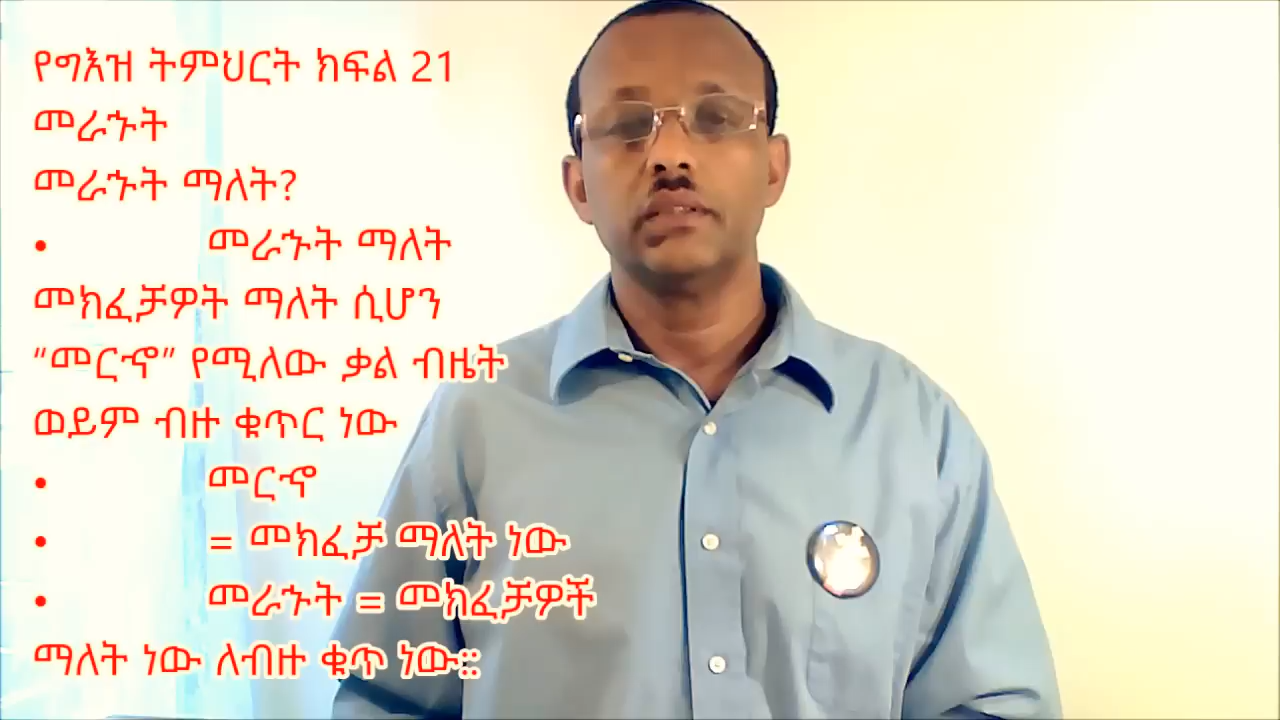 የግእዝ ትምህርት ክፍል 21
መራኁት
መራኁት ማለት?
• መራኁት ማለት
መክፈቻዎት ማለት ሲሆን
“መርኆ” የሚለው ቃል ብዜት
ወይም ብዙ ቁጥር ነው
• መርኆ
• = መክፈቻ ማለት ነው
• መራኁት = መክፈቻዎች
ማለት ነው ለብዙ ቁጥ ነው።